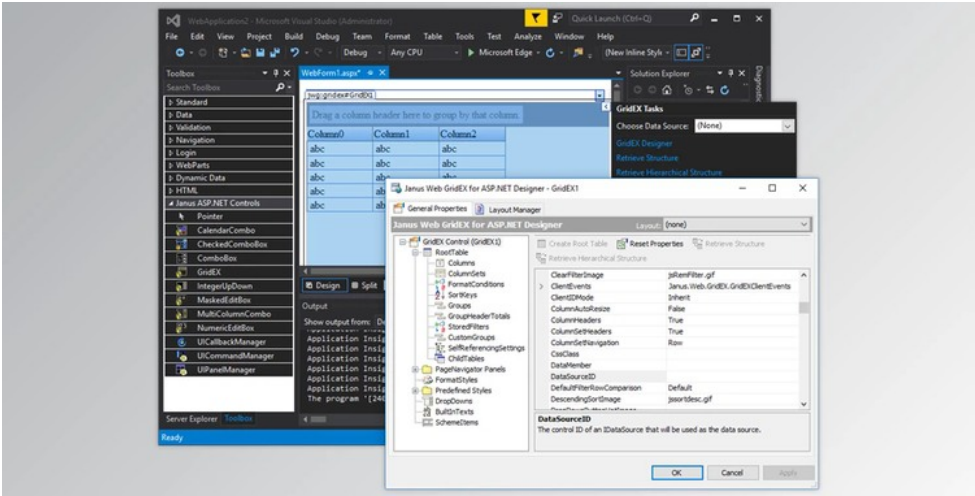 WebApplication2 - Microsoft Visual Studio (Administrator)
Quick Launch (Ctrl+Q)
File Edit View Project Build Debug Team Format Table Tools Test Analyze Window Help
Debug Any CPU Microsoft Edge (New Inline Style
Toolbox
WebForm1.aspx*
Solution Explorer
Search Toolbox
Standard
Data
Validation
Navigation
Login
WebParts
Dynamic Data
HTML
Janus ASP.NET Controls
Pointer
CalendarCombo
CheckedComboBox
ComboBox
GridEX
IntegerUpDown
MaskedEditBox
MultiColumnCombo
NumericEditBox
UICallbackManager
UICommandManager
UIPanelManager
Server Explorer Toolbox
Ready
jwg:gridex#GridEX1
Drag a column header here to group by that column.
Column0 Column1 Column2
abc abc abc
abc abc abc
abc abc abc
abc ab
abc ab
Design Split
Output
Show output from: De
Application Insig
Application Insig
Application Insig
Application Insig
Application Insig
Application Insig
The program '[240
GridEX Tasks
Choose Data Source: (None)
GridEX Designer
Retrieve Structure
Retrieve Hierarchical Structure
Janus Web GridEX for ASP.NET Designer - GridEX1
General Properties Layout Manager
Janus Web GridEX for ASP.NET Designer
Layout: (none)
GridEX Control (GridEX1)
RootTable
Columns
ColumnSets
FormatConditions
SortKeys
Groups
GroupHeaderTotals
StoredFilters
CustomGroups
SelfReferencingSettings
ChildTables
PageNavigator Panels
FormatStyles
Predefined Styles
DropDowns
BuiltInTexts
SchemeItems
Create Root Table Reset Properties Retrieve Structure
Retrieve Hierarchical Structure
ClearFilterImage jsRemFilter.gif
ClientEvents Janus.Web.GridEX.GridEXClientEvents
ClientIDMode Inherit
ColumnAutoResize False
ColumnHeaders True
ColumnSetHeaders True
ColumnSetNavigation Row
CssClass
DataMember
DataSourceID
DefaultFilterRowComparison Default
DescendingSortImage jssortdesc.gif
DataSourceID
The control ID of an IDataSource that will be used as the data source.
OK Cancel Apply